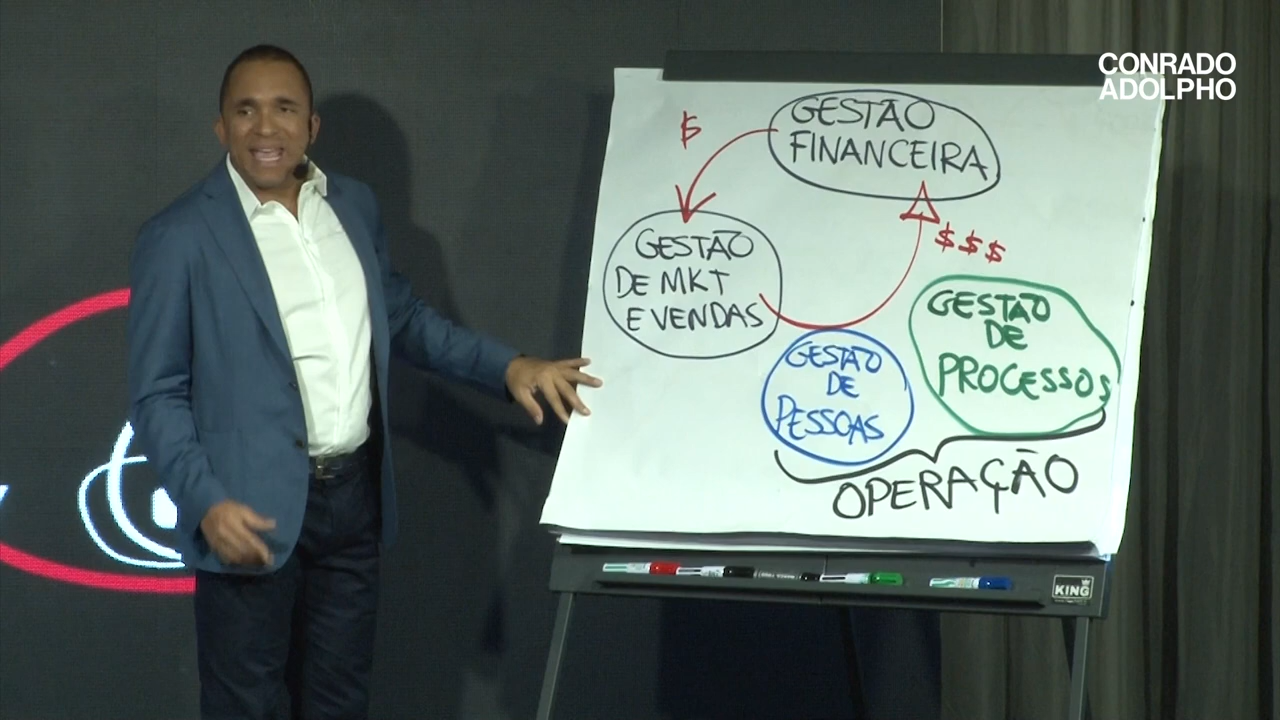 CONRADO
ADOLPHO
GESTÃO
FINANCEIRA
$
GESTÃO
DE MKT
E VENDAS
$$$
GESTÃO
DE
PESSOAS
GESTÃO
DE
PROCESSOS
OPERAÇÃO
KING